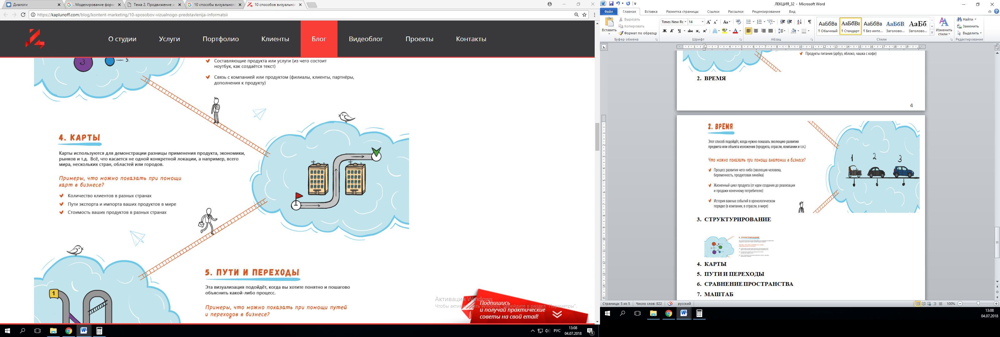 Диалоги
. Моделирование форм
Тема 2. Продвижение и
10 способы визуального
10 способов визуальног
https://kaplunoff.com/blog/kontent-marketing/10-sposobov-vizualnogo-predstavlenija-informatsii
О студии
Услуги
Портфолио
Клиенты
Блог
Видеоблог
Проекты
Контакты
3
5.
Составляющие продукта или услуги (из чего состоит
ноутбук, как создаётся текст)
Связь с компанией или продуктом (филиалы, клиенты, партнёры,
дополнения к продукту)
4. КАРТЫ
Карты используются для демонстрации разницы применения продукта, экономики,
рынков и т.д. Всё, что касается не одной конкретной локации, а например, всего
мира, нескольких стран, областей или городов.
Примеры, что можно показать при помощи
карт в бизнесе?
Количество клиентов в разных странах
Пути экспорта и импорта ваших продуктов в мире
Стоимость ваших продуктов в разных странах
1
5. ПУТИ И ПЕРЕХОДЫ
Эта визуализация подойдёт, когда вы хотите понятно и пошагово
объяснить какой-либо процесс.
Примеры, что можно показать при помощи путей
и переходов в бизнесе?
Активация Windows
Чтобы активировать Windows, перейдите в раздел "Параметры".
Подпишись
и получай практические
советы на свой email!
РУС
13:08
04.07.2018
1
ЛЕКЦИЯ_32 - Microsoft Word
Файл
Главная
Вставка
Разметка страницы
Ссылки
Рассылки
Рецензирование
Вид
Вставить
Вырезать
Копировать
Формат по образцу
Буфер обмена
Times New Rc
14
Шрифт
Абзац
АаБбВв
¶ Обычный
¶ Стандарт
АаБбВв
¶ Без инте...
Заголово...
Заголово...
Стили
Изменить
стили
Найти
Заменить
Выделить
Редактирование
Продукты питания (арбуз, яблоко, чашка с кофе)
2. ВРЕМЯ
4
2. ВРЕМЯ
Этот способ подойдёт, когда нужно показать эволюцию развития
предмета или объекта изложения (продукта, отрасли, компании и т.п.)
Что можно показать при помощи анатомии в бизнесе?
Процесс развития чего-либо (эволюция человека,
беременность, продуктовая линейка)
Жизненный цикл продукта (от идеи создания до реализации
и продажи конечному потребителю)
История важных событий в хронологическом
порядке (в компании, в отрасли, в мире)
1 2 3
3. СТРУКТУРИРОВАНИЕ
3. СТРУКТУРИРОВАНИЕ
4. КАРТЫ
5. ПУТИ И ПЕРЕХОДЫ
6. СРАВНЕНИЕ ПРОСТРАНСТВА
7. МАШТАБ
Страница: 5 из 5
Число слов: 822
русский
100%
13:08
04.07.2018